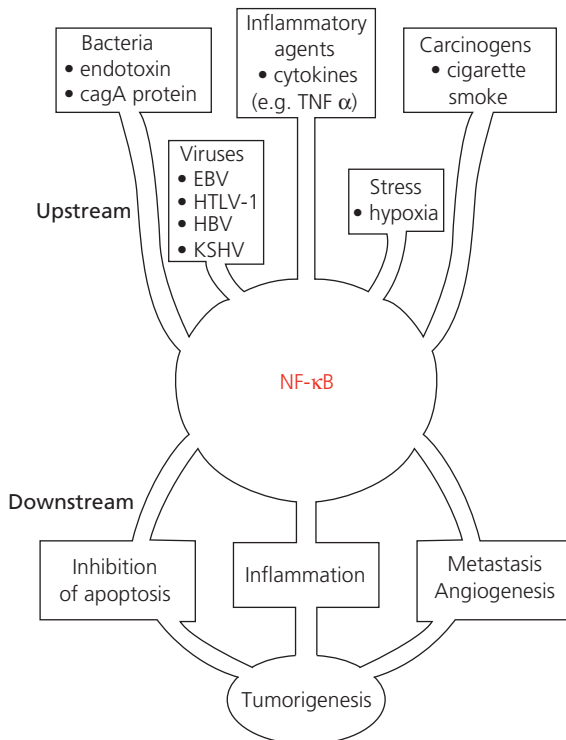 Bacteria
• endotoxin
• cagA protein
Inflammatory
agents
• cytokines
(e.g. TNF α)
Carcinogens
• cigarette
smoke
Viruses
• EBV
• HTLV-1
• HBV
• KSHV
Stress
• hypoxia
Upstream
NF-κB
Downstream
Inhibition
of apoptosis
Inflammation
Metastasis
Angiogenesis
Tumorigenesis